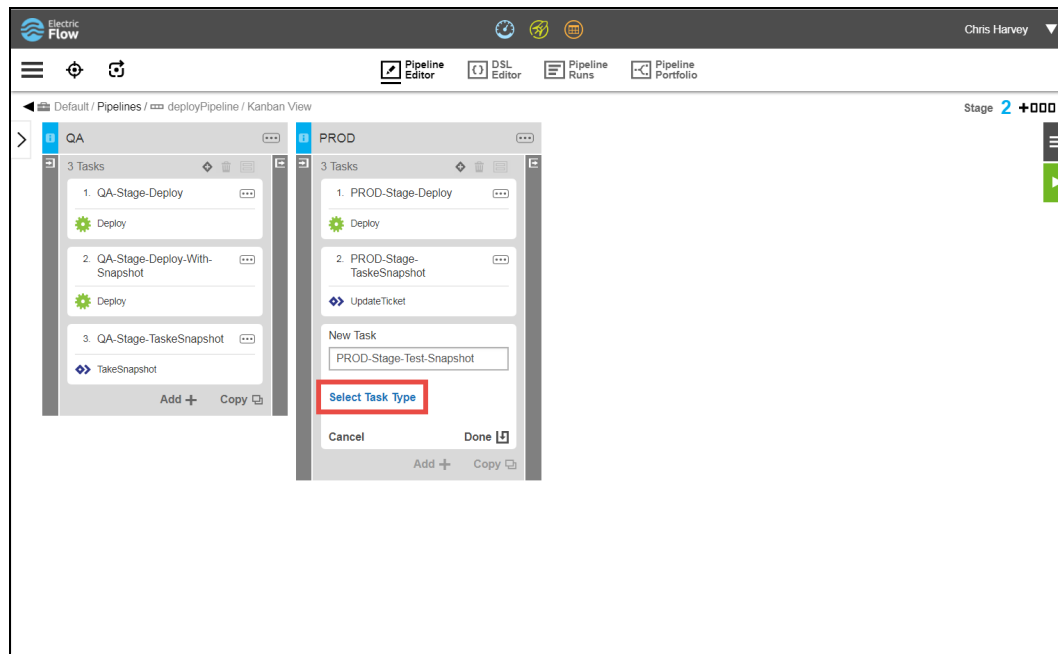 Electric
Flow
Chris Harvey
Pipeline
Editor
DSL
Editor
Pipeline
Runs
Pipeline
Portfolio
Default / Pipelines / deployPipeline / Kanban View
Stage 2
QA
3 Tasks
1. QA-Stage-Deploy
Deploy
2. QA-Stage-Deploy-With-
Snapshot
Deploy
3. QA-Stage-TaskeSnapshot
TakeSnapshot
Add Copy
PROD
3 Tasks
1. PROD-Stage-Deploy
Deploy
2. PROD-Stage-
TaskeSnapshot
UpdateTicket
New Task
PROD-Stage-Test-Snapshot
Select Task Type
Cancel Done
Add Copy